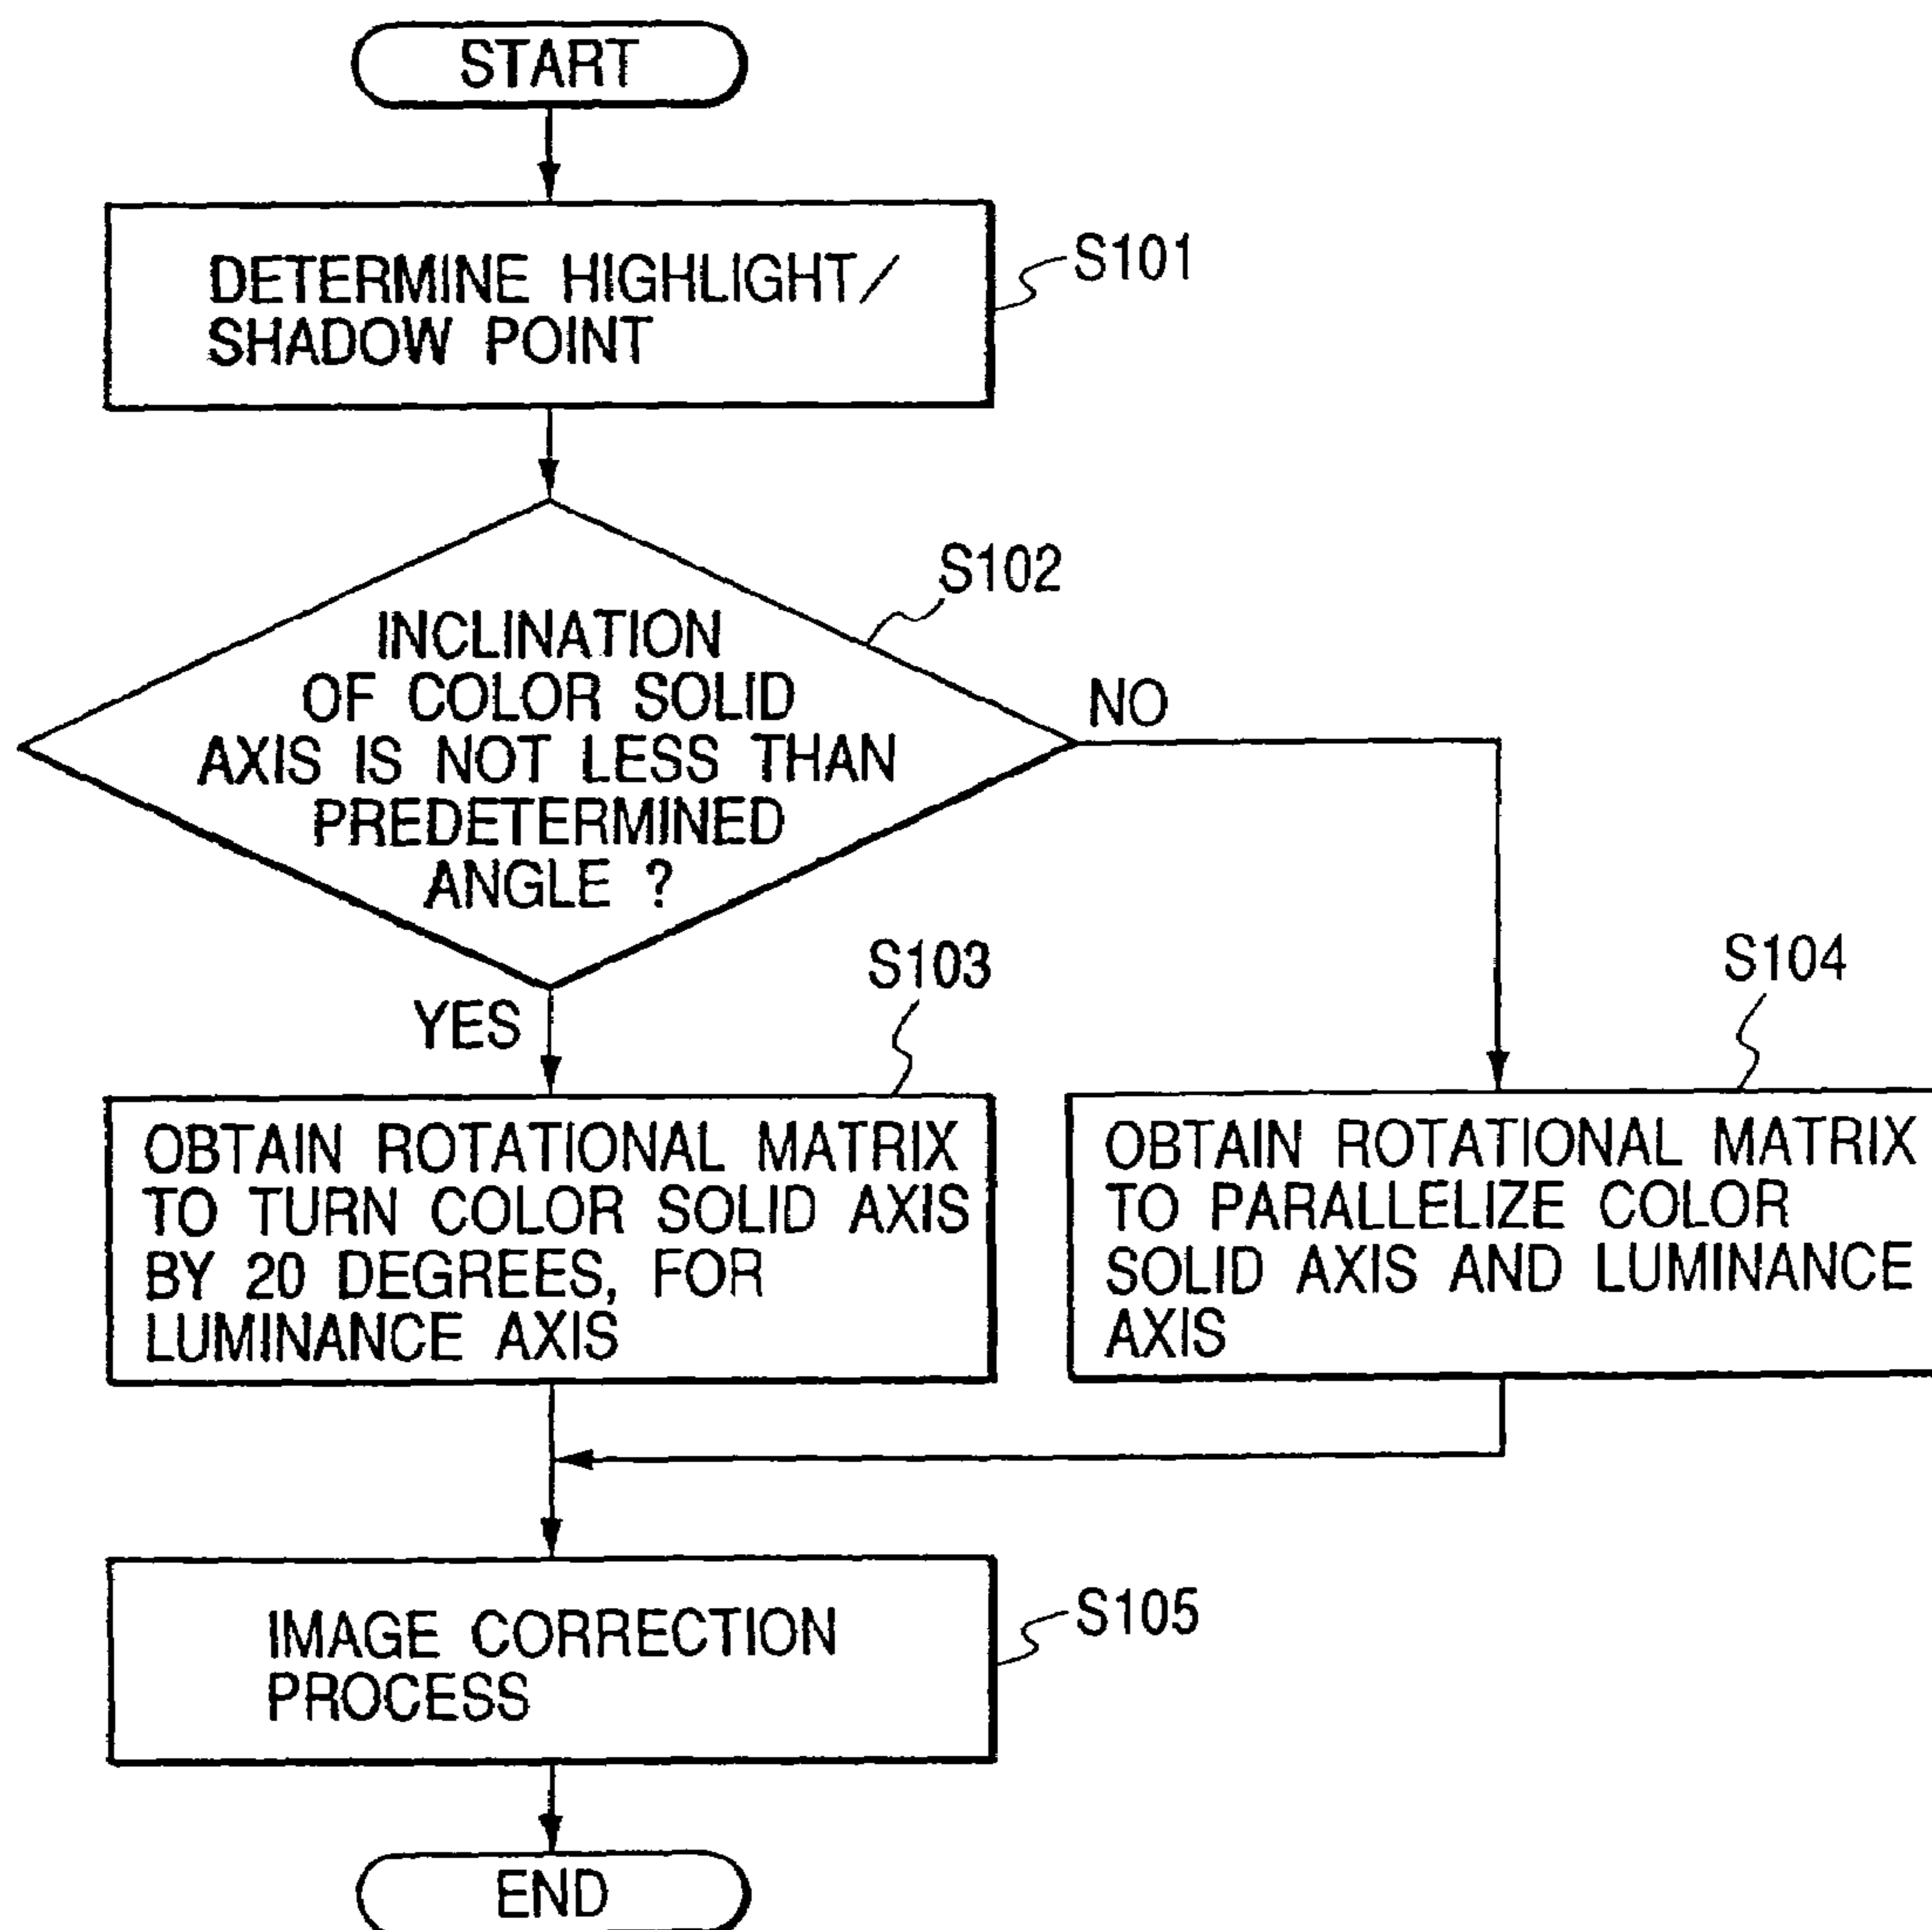 START
DETERMINE HIGHLIGHT/
SHADOW POINT
S101
S102
INCLINATION
OF COLOR SOLID
AXIS IS NOT LESS THAN
PREDETERMINED
ANGLE ?
NO
YES
S103
OBTAIN ROTATIONAL MATRIX
TO TURN COLOR SOLID AXIS
BY 20 DEGREES, FOR
LUMINANCE AXIS
S104
OBTAIN ROTATIONAL MATRIX
TO PARALLELIZE COLOR
SOLID AXIS AND LUMINANCE
AXIS
IMAGE CORRECTION
PROCESS
S105
END